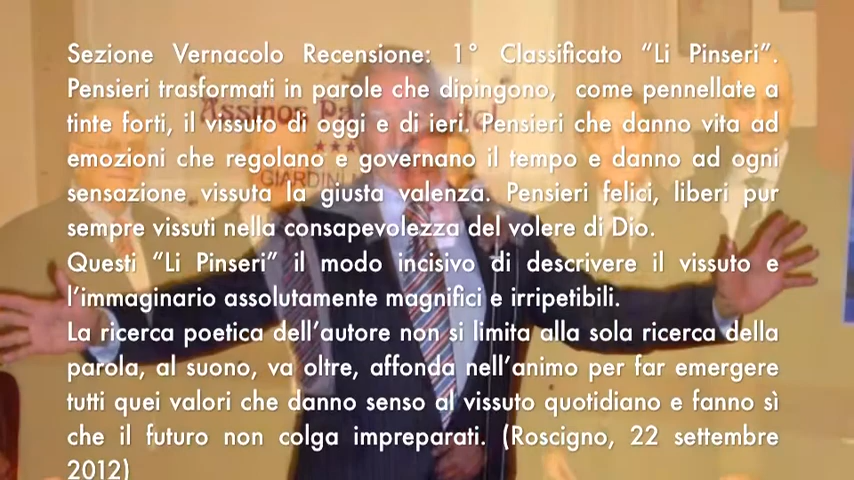 Sezione Vernacolo Recensione: 1° Classificato “Li Pinseri”.
Pensieri trasformati in parole che dipingono, come pennellate a
tinte forti, il vissuto di oggi e di ieri. Pensieri che danno vita ad
emozioni che regolano e governano il tempo e danno ad ogni
sensazione vissuta la giusta valenza. Pensieri felici, liberi pur
sempre vissuti nella consapevolezza del volere di Dio.
Questi “Li Pinseri” il modo incisivo di descrivere il vissuto e
l’immaginario assolutamente magnifici e irripetibili.
La ricerca poetica dell’autore non si limita alla sola ricerca della
parola, al suono, va oltre, affonda nell’animo per far emergere
tutti quei valori che danno senso al vissuto quotidiano e fanno sì
che il futuro non colga impreparati. (Roscigno, 22 settembre
2012)
Assinos
GIARDINI